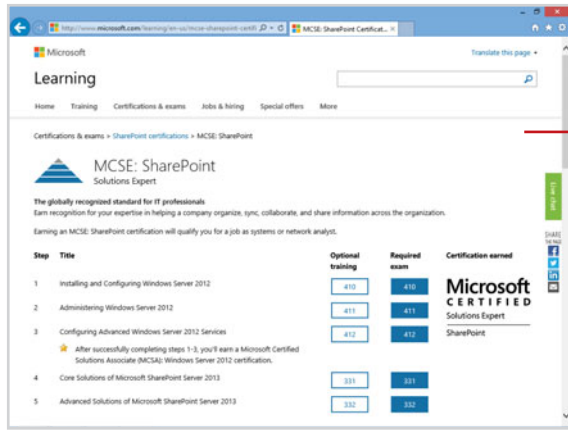 http://www.microsoft.com/learning/en-us/mcse-sharepoint-certifi
MCSE: SharePoint Certificat...
Microsoft
Translate this page
Learning
Home Training Certifications & exams Jobs & hiring Special offers More
Certifications & exams > SharePoint certifications > MCSE: SharePoint
MCSE: SharePoint
Solutions Expert
The globally recognized standard for IT professionals
Earn recognition for your expertise in helping a company organize, sync, collaborate, and share information across the organization.
Earning an MCSE: SharePoint certification will qualify you for a job as systems or network analyst.
Live chat
SHARE
THIS PAGE
Step Title Optional training Required exam Certification earned
1 Installing and Configuring Windows Server 2012 410 410
2 Administering Windows Server 2012 411 411
3 Configuring Advanced Windows Server 2012 Services 412 412
After successfully completing steps 1-3, you'll earn a Microsoft Certified
Solutions Associate (MCSA): Windows Server 2012 certification.
4 Core Solutions of Microsoft SharePoint Server 2013 331 331
5 Advanced Solutions of Microsoft SharePoint Server 2013 332 332
Microsoft
CERTIFIED
Solutions Expert
SharePoint